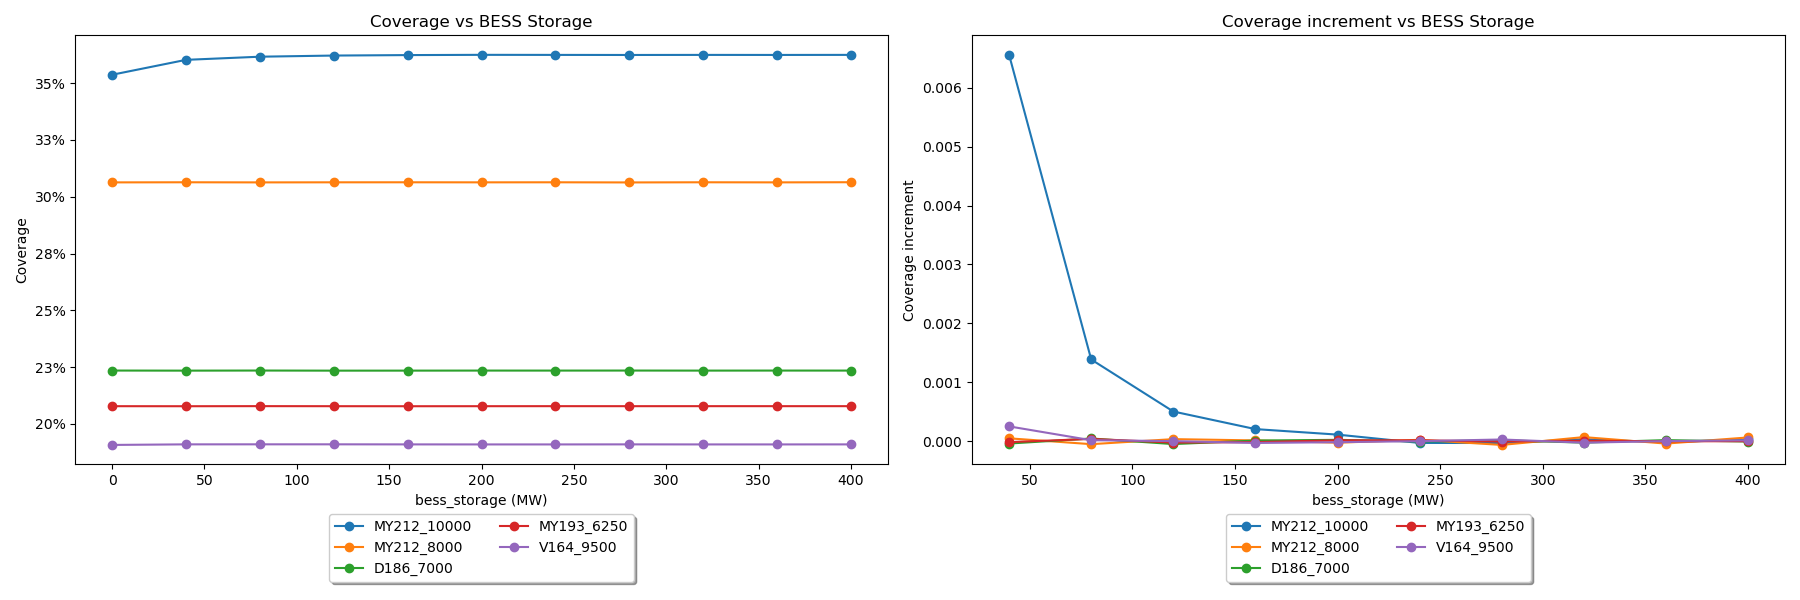 Coverage vs BESS Storage
35%
33%
30%
28%
25%
23%
20%
Coverage
0 50 100 150 200 250 300 350 400
bess_storage (MW)
MY212_10000 MY193_6250
MY212_8000 V164_9500
D186_7000
Coverage increment vs BESS Storage
0.006
0.005
0.004
0.003
0.002
0.001
0.000
Coverage increment
50 100 150 200 250 300 350 400
bess_storage (MW)
MY212_10000 MY193_6250
MY212_8000 V164_9500
D186_7000